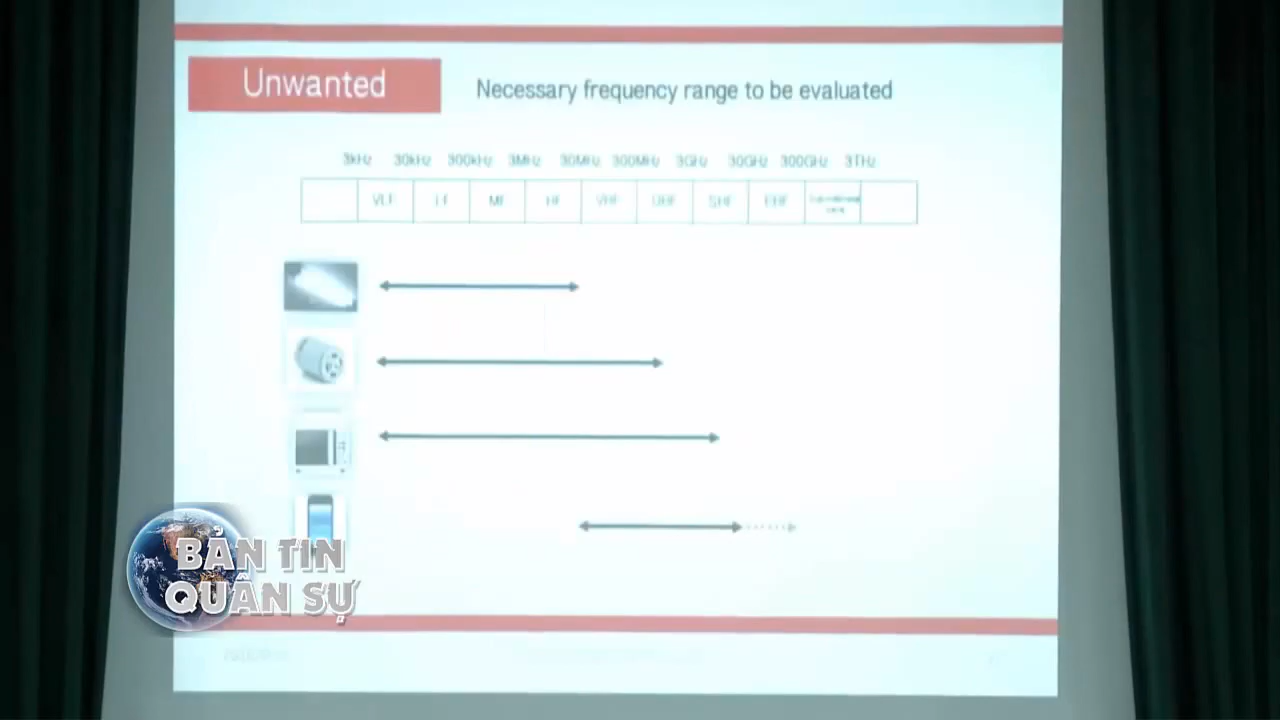 Unwanted
Necessary frequency range to be evaluated
3kHz 30kHz 300kHz 3MHz 30MHz 300MHz 3GHz 30GHz 300GHz 3THz
VLF LF MF HF VHF UHF SHF EHF
BẢN TIN
QUÂN SỰ